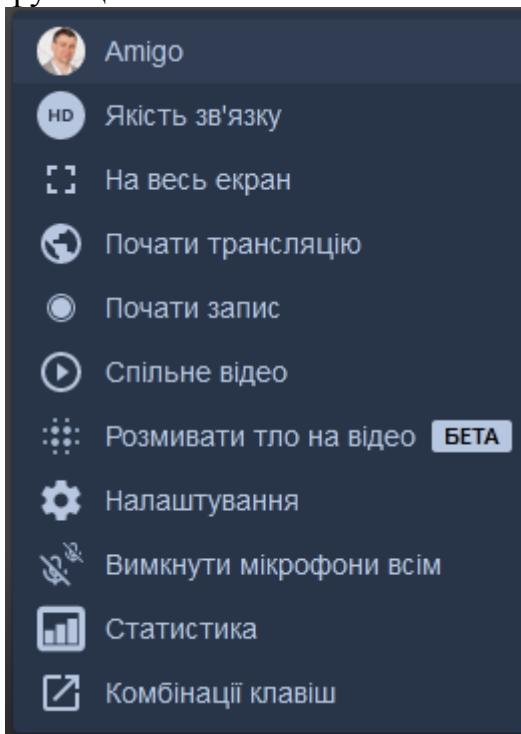 Amigo
HD Якість зв'язку
На весь екран
Почати трансляцію
Почати запис
Спільне відео
Розмивати тло на відео БЕТА
Налаштування
Вимкнути мікрофони всім
Статистика
Комбінації клавіш